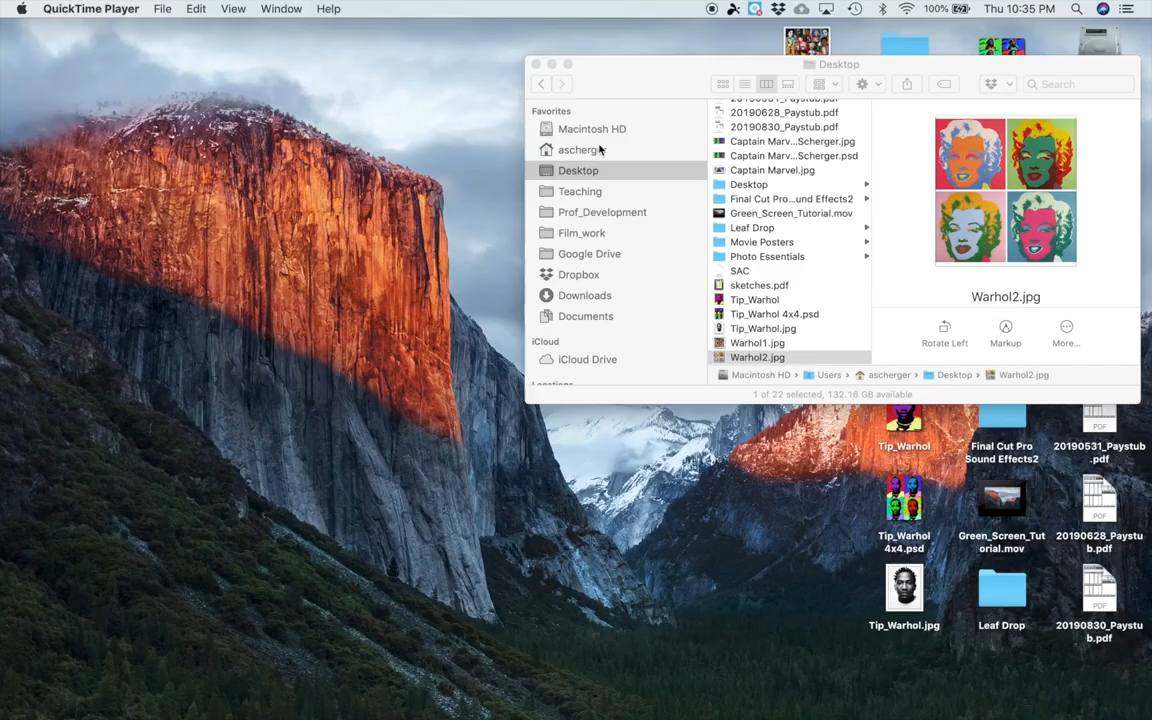 QuickTime Player File Edit View Window Help 100% Thu 10:35 PM
Desktop
Search
Favorites
Macintosh HD
Desktop
Teaching
Prof_Development
Film_work
Google Drive
Dropbox
Downloads
Documents
iCloud
iCloud Drive
20190628_Paystub.pdf
20190830_Paystub.pdf
Captain Marv...Scherger.jpg
Captain Marv...Scherger.psd
Captain Marvel.jpg
Desktop
Final Cut Pro...und Effects2
Green_Screen_Tutorial.mov
Leaf Drop
Movie Posters
Photo Essentials
SAC
sketches.pdf
Tip_Warhol
Tip_Warhol 4x4.psd
Tip_Warhol.jpg
Warhol1.jpg
Warhol2.jpg
Warhol2.jpg
Rotate Left Markup More...
Macintosh HD › Users › ascherger › Desktop › Warhol2.jpg
1 of 22 selected, 132.16 GB available
Tip_Warhol
Final Cut Pro
Sound Effects2
20190531_Paystub
.pdf
Tip_Warhol
4x4.psd
Green_Screen_Tut
orial.mov
20190628_Paystu
b.pdf
Tip_Warhol.jpg
Leaf Drop
20190830_Paystu
b.pdf
PDF
PDF
PDF